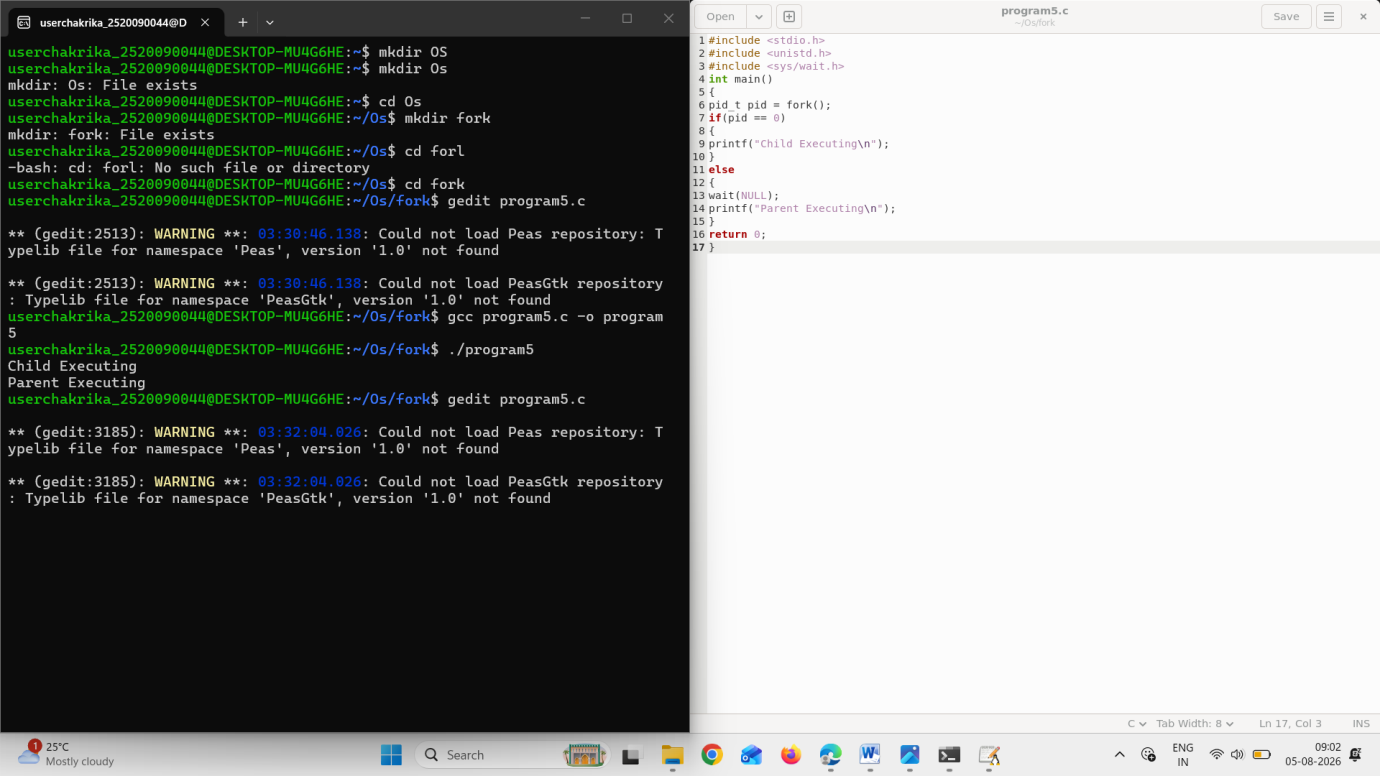 userchakrika_2520090044@D
userchakrika_2520090044@DESKTOP-MU4G6HE:~$ mkdir OS
userchakrika_2520090044@DESKTOP-MU4G6HE:~$ mkdir Os
mkdir: Os: File exists
userchakrika_2520090044@DESKTOP-MU4G6HE:~$ cd Os
userchakrika_2520090044@DESKTOP-MU4G6HE:~/Os$ mkdir fork
mkdir: fork: File exists
userchakrika_2520090044@DESKTOP-MU4G6HE:~/Os$ cd forl
-bash: cd: forl: No such file or directory
userchakrika_2520090044@DESKTOP-MU4G6HE:~/Os$ cd fork
userchakrika_2520090044@DESKTOP-MU4G6HE:~/Os/fork$ gedit program5.c
** (gedit:2513): WARNING **: 03:30:46.138: Could not load Peas repository: T
ypelib file for namespace 'Peas', version '1.0' not found
** (gedit:2513): WARNING **: 03:30:46.138: Could not load PeasGtk repository
: Typelib file for namespace 'PeasGtk', version '1.0' not found
userchakrika_2520090044@DESKTOP-MU4G6HE:~/Os/fork$ gcc program5.c -o program
5
userchakrika_2520090044@DESKTOP-MU4G6HE:~/Os/fork$ ./program5
Child Executing
Parent Executing
userchakrika_2520090044@DESKTOP-MU4G6HE:~/Os/fork$ gedit program5.c
** (gedit:3185): WARNING **: 03:32:04.026: Could not load Peas repository: T
ypelib file for namespace 'Peas', version '1.0' not found
** (gedit:3185): WARNING **: 03:32:04.026: Could not load PeasGtk repository
: Typelib file for namespace 'PeasGtk', version '1.0' not found
Open
program5.c
~/Os/fork
Save
1 #include <stdio.h>
2 #include <unistd.h>
3 #include <sys/wait.h>
4 int main()
5 {
6 pid_t pid = fork();
7 if(pid == 0)
8 {
9 printf("Child Executing\n");
10 }
11 else
12 {
13 wait(NULL);
14 printf("Parent Executing\n");
15 }
16 return 0;
17 }
C Tab Width: 8 Ln 17, Col 3 INS
1
25°C
Mostly cloudy
Search
ENG
IN
09:02
05-08-2026